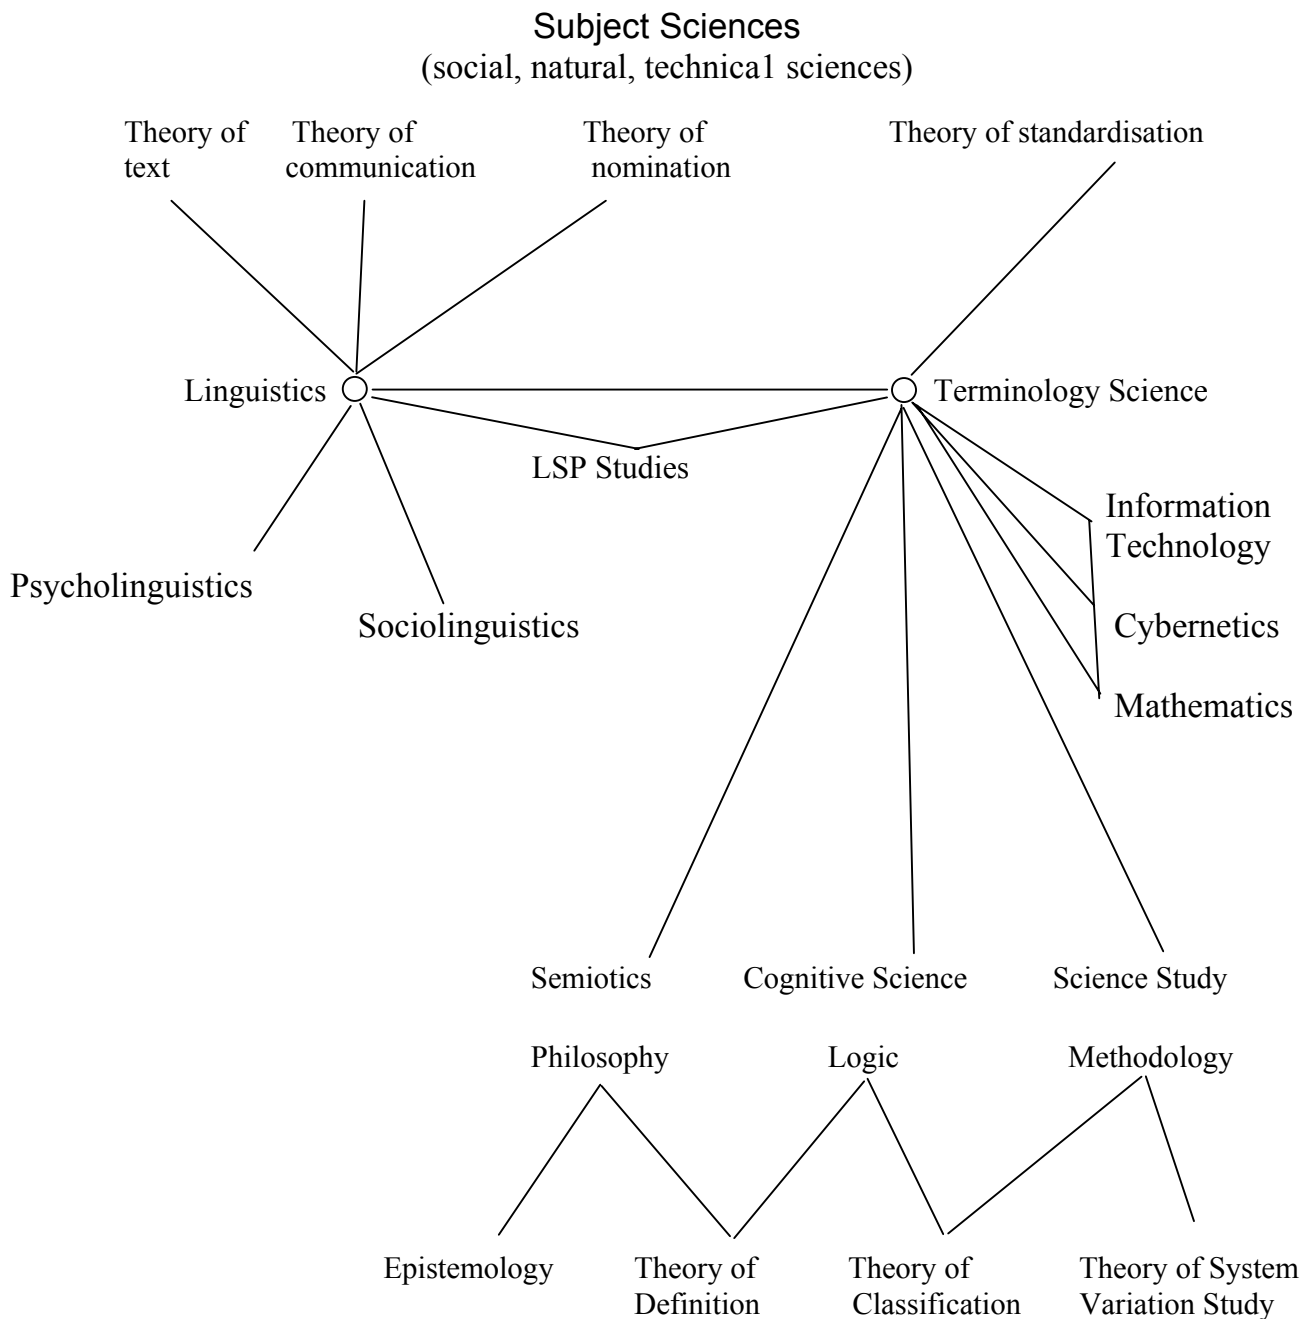 Subject Sciences
(social, natural, technica1 sciences)
Theory of
text
Theory of
communication
Theory of
nomination
Theory of standardisation
Linguistics
Terminology Science
LSP Studies
Information
Technology
Psycholinguistics
Sociolinguistics
Cybernetics
Mathematics
Semiotics
Cognitive Science
Science Study
Philosophy
Logic
Methodology
Epistemology
Theory of
Definition
Theory of
Classification
Theory of System
Variation Study